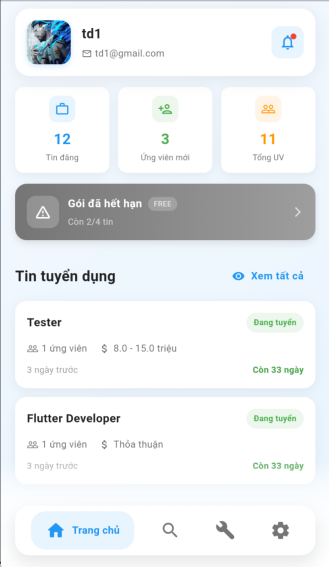 td1
td1@gmail.com
12
3
11
Tin đăng
Ứng viên mới
Tổng UV
Gói đã hết hạn FREE
Còn 2/4 tin
Tin tuyển dụng
Xem tất cả
Tester
Đang tuyển
1 ứng viên
$ 8.0 - 15.0 triệu
3 ngày trước
Còn 33 ngày
Flutter Developer
Đang tuyển
1 ứng viên
$ Thỏa thuận
3 ngày trước
Còn 33 ngày
Trang chủ